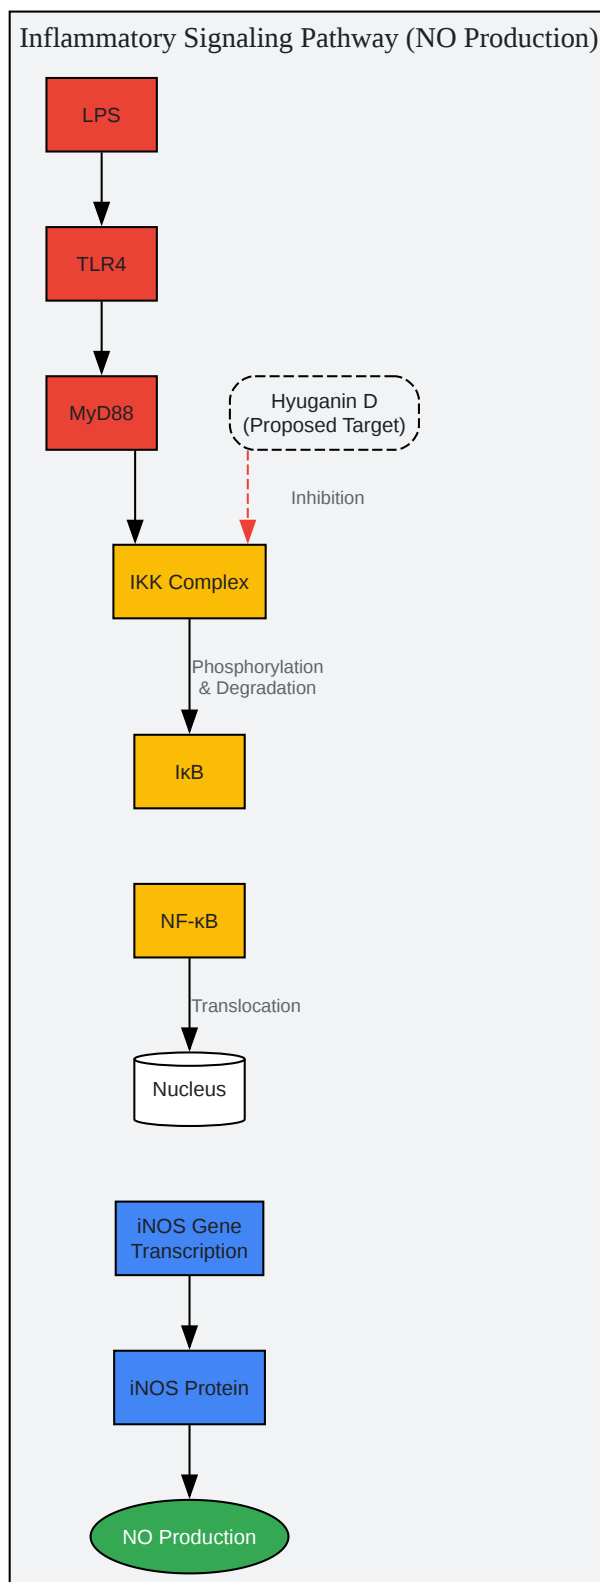 Inflammatory Signaling Pathway (NO Production)
LPS
TLR4
MyD88
Hyuganin D
(Proposed Target)
Inhibition
IKK Complex
Phosphorylation
& Degradation
IκB
NF-κB
Translocation
Nucleus
iNOS Gene
Transcription
iNOS Protein
NO Production